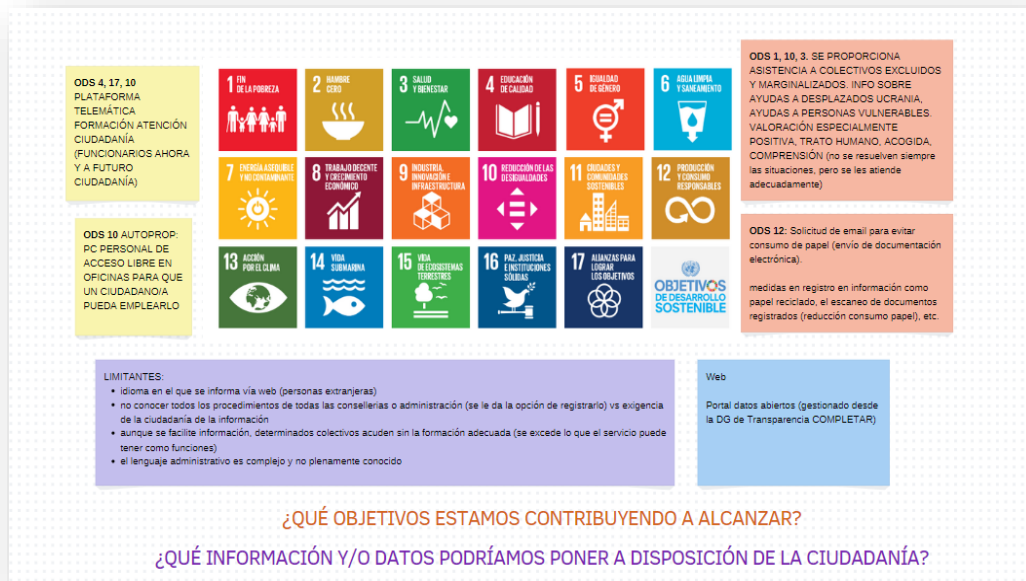 ODS 4, 17, 10
PLATAFORMA
TELEMÁTICA
FORMACIÓN ATENCIÓN
CIUDADANÍA
(FUNCIONARIOS AHORA
Y A FUTURO
CIUDADANÍA)
ODS 10 AUTOPROP:
PC PERSONAL DE
ACCESO LIBRE EN
OFICINAS PARA QUE
UN CIUDADANO/A
PUEDA EMPLEARLO
1 FIN
DE LA POBREZA
2 HAMBRE
CERO
3 SALUD
Y BIENESTAR
4 EDUCACIÓN
DE CALIDAD
5 IGUALDAD
DE GÉNERO
6 AGUA LIMPIA
Y SANEAMIENTO
7 ENERGÍA ASEQUIBLE
Y NO CONTAMINANTE
8 TRABAJO DECENTE
Y CRECIMIENTO
ECONÓMICO
9 INDUSTRIA,
INNOVACIÓN E
INFRAESTRUCTURA
10 REDUCCIÓN DE LAS
DESIGUALDADES
11 CIUDADES Y
COMUNIDADES
SOSTENIBLES
12 PRODUCCIÓN
Y CONSUMO
RESPONSABLES
13 ACCIÓN
POR EL CLIMA
14 VIDA
SUBMARINA
15 VIDA
DE ECOSISTEMAS
TERRESTRES
16 PAZ, JUSTICIA
E INSTITUCIONES
SÓLIDAS
17 ALIANZAS PARA
LOGRAR
LOS OBJETIVOS
OBJETIVOS
DE DESARROLLO
SOSTENIBLE
ODS 1, 10, 3. SE PROPORCIONA
ASISTENCIA A COLECTIVOS EXCLUIDOS
Y MARGINALIZADOS. INFO SOBRE
AYUDAS A DESPLAZADOS UCRANIA,
AYUDAS A PERSONAS VULNERABLES.
VALORACIÓN ESPECIALMENTE
POSITIVA, TRATO HUMANO, ACOGIDA,
COMPRENSIÓN (no se resuelven siempre
las situaciones, pero se les atiende
adecuadamente)
ODS 12: Solicitud de email para evitar
consumo de papel (envío de documentación
electrónica).
medidas en registro en información como
papel reciclado, el escaneo de documentos
registrados (reducción consumo papel), etc.
LIMITANTES:
• idioma en el que se informa vía web (personas extranjeras)
• no conocer todos los procedimientos de todas las consellerias o administración (se le da la opción de registrarlo) vs exigencia
de la ciudadanía de la información
• aunque se facilite información, determinados colectivos acuden sin la formación adecuada (se excede lo que el servicio puede
tener como funciones)
• el lenguaje administrativo es complejo y no plenamente conocido
Web
Portal datos abiertos (gestionado desde
la DG de Transparencia COMPLETAR)
¿QUÉ OBJETIVOS ESTAMOS CONTRIBUYENDO A ALCANZAR?
¿QUÉ INFORMACIÓN Y/O DATOS PODRÍAMOS PONER A DISPOSICIÓN DE LA CIUDADANÍA?